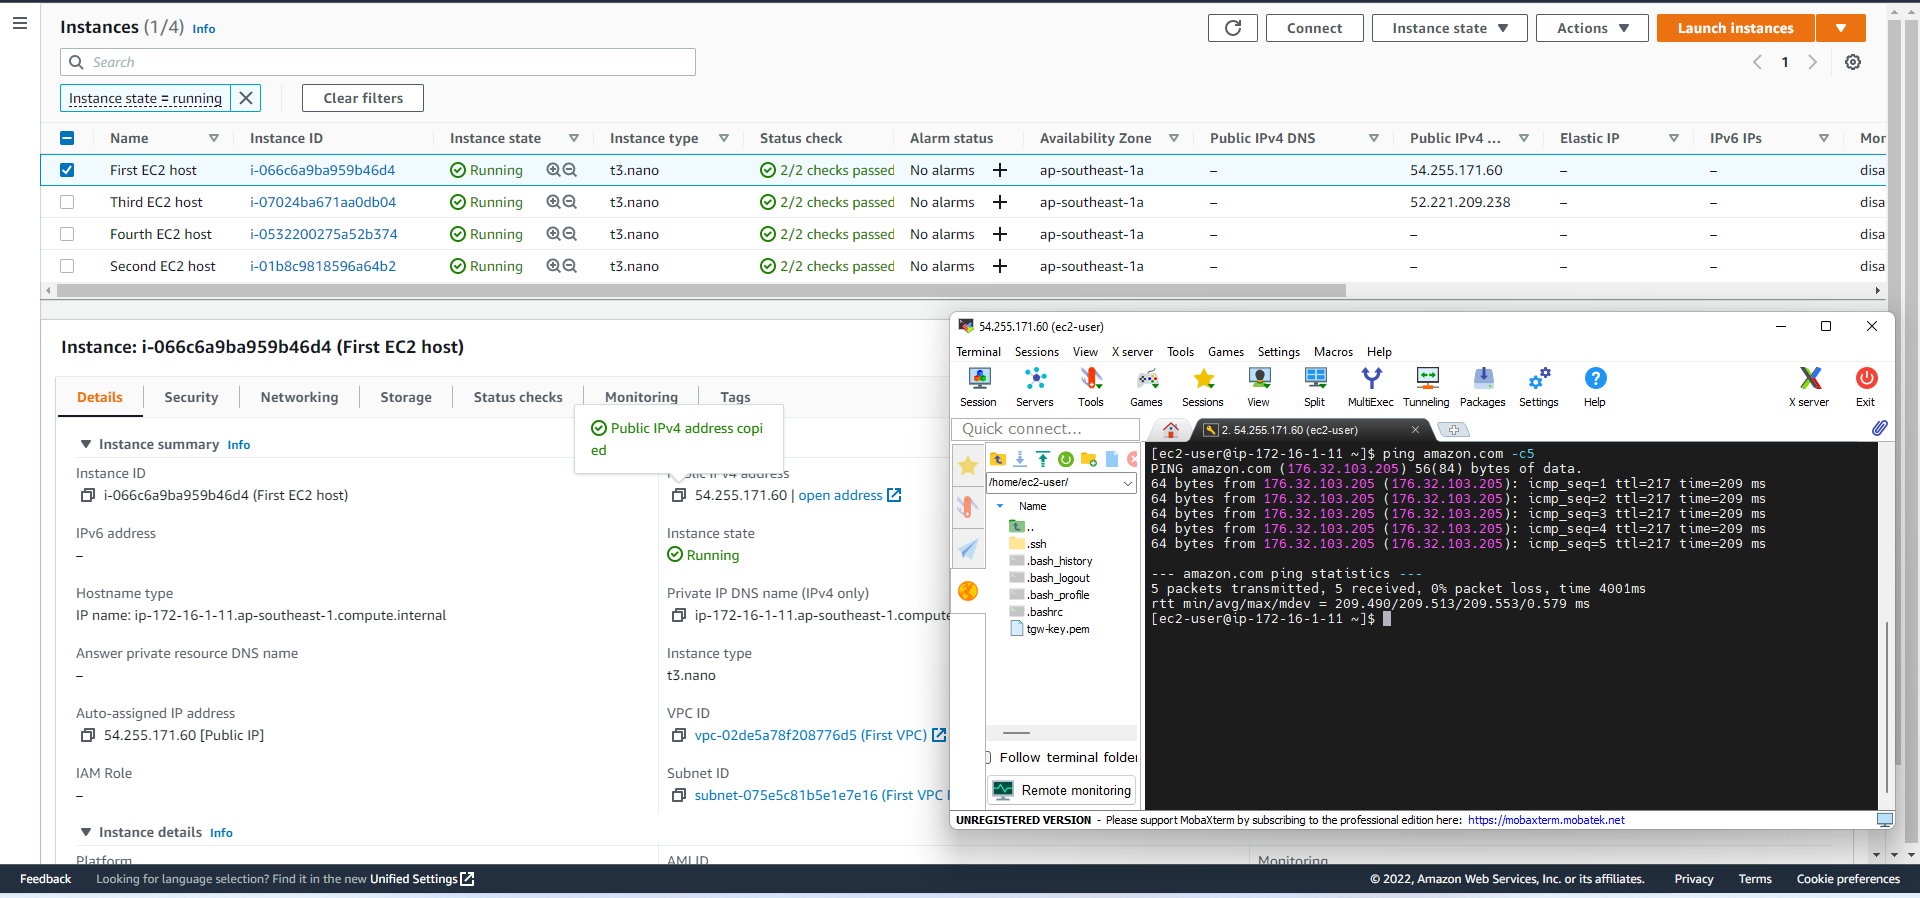 Instances (1/4) Info
Connect
Instance state
Actions
Launch instances
Search
1
Instance state = running
Clear filters
Name Instance ID Instance state Instance type Status check Alarm status Availability Zone Public IPv4 DNS Public IPv4 ... Elastic IP IPv6 IPs Mor
First EC2 host i-066c6a9ba959b46d4 Running t3.nano 2/2 checks passed No alarms + ap-southeast-1a – 54.255.171.60 – – disa
Third EC2 host i-07024ba671aa0db04 Running t3.nano 2/2 checks passed No alarms + ap-southeast-1a – 52.221.209.238 – – disa
Fourth EC2 host i-0532200275a52b374 Running t3.nano 2/2 checks passed No alarms + ap-southeast-1a – – – – disa
Second EC2 host i-01b8c9818596a64b2 Running t3.nano 2/2 checks passed No alarms + ap-southeast-1a – – – – disa
Instance: i-066c6a9ba959b46d4 (First EC2 host)
Details Security Networking Storage Status checks Monitoring Tags
Public IPv4 address copi
ed
Instance summary Info
Instance ID
i-066c6a9ba959b46d4 (First EC2 host)
Public IPv4 address
54.255.171.60 | open address
IPv6 address
–
Instance state
Running
Hostname type
IP name: ip-172-16-1-11.ap-southeast-1.compute.internal
Private IP DNS name (IPv4 only)
ip-172-16-1-11.ap-southeast-1.compute
Answer private resource DNS name
–
Instance type
t3.nano
Auto-assigned IP address
54.255.171.60 [Public IP]
VPC ID
vpc-02de5a78f208776d5 (First VPC)
IAM Role
–
Subnet ID
subnet-075e5c81b5e1e7e16 (First VPC
Instance details Info
Platform AMI ID Monitoring
54.255.171.60 (ec2-user)
Terminal Sessions View X server Tools Games Settings Macros Help
Session Servers Tools Games Sessions View Split MultiExec Tunneling Packages Settings Help X server Exit
Quick connect...
2. 54.255.171.60 (ec2-user)
/home/ec2-user/
Name
..
.ssh
.bash_history
.bash_logout
.bash_profile
.bashrc
tgw-key.pem
Follow terminal folder
Remote monitoring
[ec2-user@ip-172-16-1-11 ~]$ ping amazon.com -c5
PING amazon.com (176.32.103.205) 56(84) bytes of data.
64 bytes from 176.32.103.205 (176.32.103.205): icmp_seq=1 ttl=217 time=209 ms
64 bytes from 176.32.103.205 (176.32.103.205): icmp_seq=2 ttl=217 time=209 ms
64 bytes from 176.32.103.205 (176.32.103.205): icmp_seq=3 ttl=217 time=209 ms
64 bytes from 176.32.103.205 (176.32.103.205): icmp_seq=4 ttl=217 time=209 ms
64 bytes from 176.32.103.205 (176.32.103.205): icmp_seq=5 ttl=217 time=209 ms
--- amazon.com ping statistics ---
5 packets transmitted, 5 received, 0% packet loss, time 4001ms
rtt min/avg/max/mdev = 209.490/209.513/209.553/0.579 ms
[ec2-user@ip-172-16-1-11 ~]$
UNREGISTERED VERSION - Please support MobaXterm by subscribing to the professional edition here: https://mobaxterm.mobatek.net
Feedback Looking for language selection? Find it in the new Unified Settings © 2022, Amazon Web Services, Inc. or its affiliates. Privacy Terms Cookie preferences